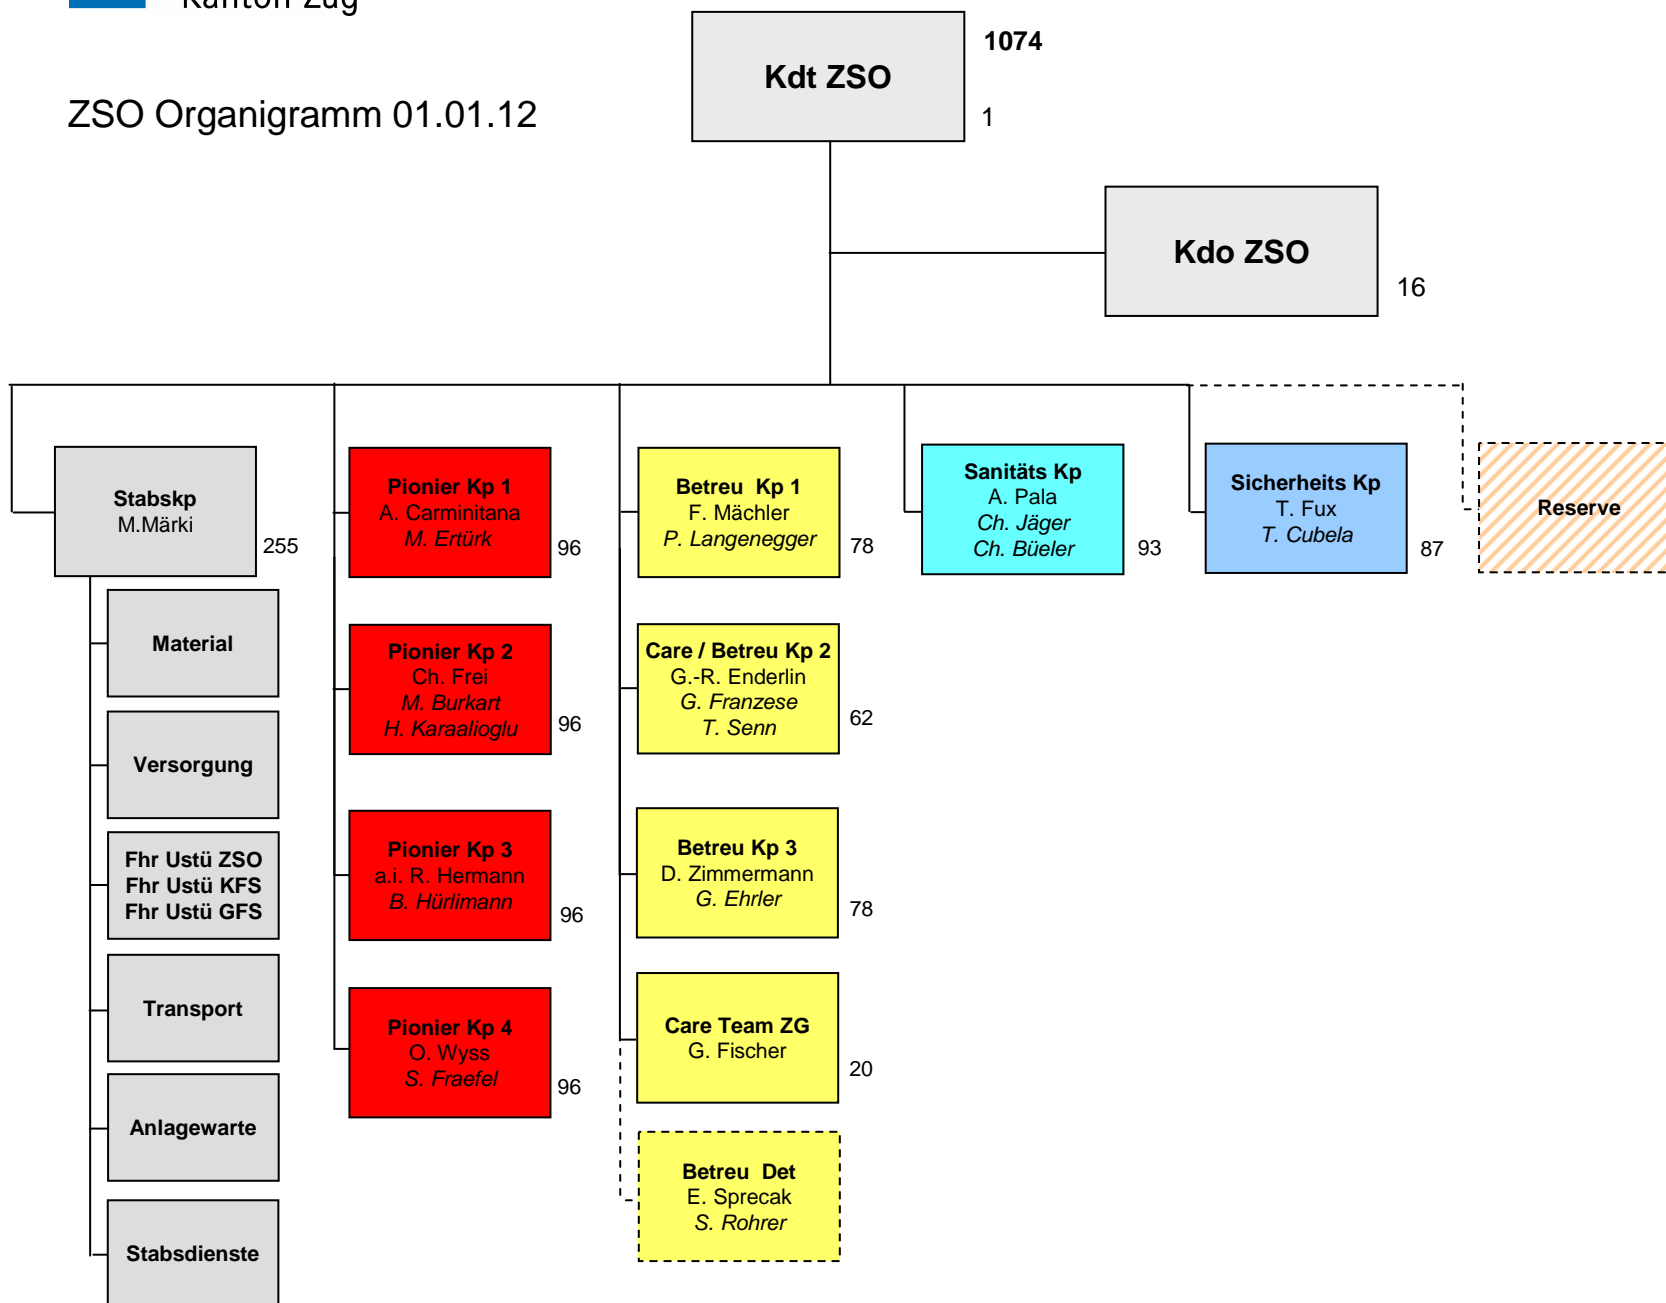 Kanton Zug
ZSO Organigramm 01.01.12
Kdt ZSO
1074
1
Kdo ZSO
16
Stabskp
M.Märki
255
Material
Versorgung
Fhr Ustü ZSO
Fhr Ustü KFS
Fhr Ustü GFS
Transport
Anlagewarte
Stabsdienste
Pionier Kp 1
A. Carminitana
M. Ertürk
96
Pionier Kp 2
Ch. Frei
M. Burkart
H. Karaalioglu
96
Pionier Kp 3
a.i. R. Hermann
B. Hürlimann
96
Pionier Kp 4
O. Wyss
S. Fraefel
96
Betreu Kp 1
F. Mächler
P. Langenegger
78
Care / Betreu Kp 2
G.-R. Enderlin
G. Franzese
T. Senn
62
Betreu Kp 3
D. Zimmermann
G. Ehrler
78
Care Team ZG
G. Fischer
20
Betreu Det
E. Sprecak
S. Rohrer
Sanitäts Kp
A. Pala
Ch. Jäger
Ch. Büeler
93
Sicherheits Kp
T. Fux
T. Cubela
87
Reserve